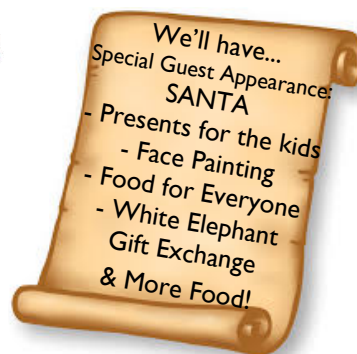 We'll have...
Special Guest Appearance:
SANTA
- Presents for the kids
- Face Painting
- Food for Everyone
- White Elephant
Gift Exchange
& More Food!